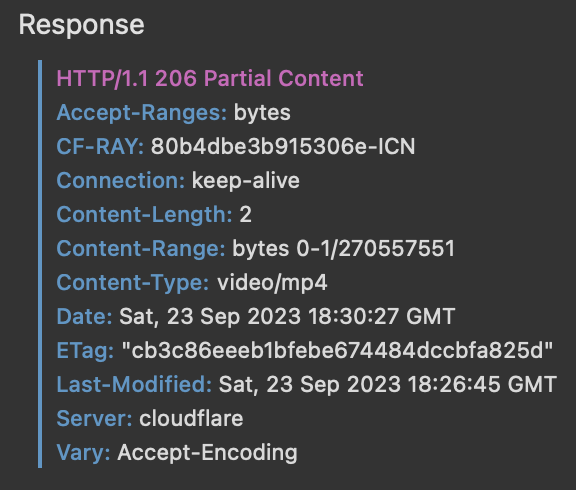 Response
HTTP/1.1 206 Partial Content
Accept-Ranges: bytes
CF-RAY: 80b4dbe3b915306e-ICN
Connection: keep-alive
Content-Length: 2
Content-Range: bytes 0-1/270557551
Content-Type: video/mp4
Date: Sat, 23 Sep 2023 18:30:27 GMT
ETag: "cb3c86eeeb1bfebe674484dccbfa825d"
Last-Modified: Sat, 23 Sep 2023 18:26:45 GMT
Server: cloudflare
Vary: Accept-Encoding